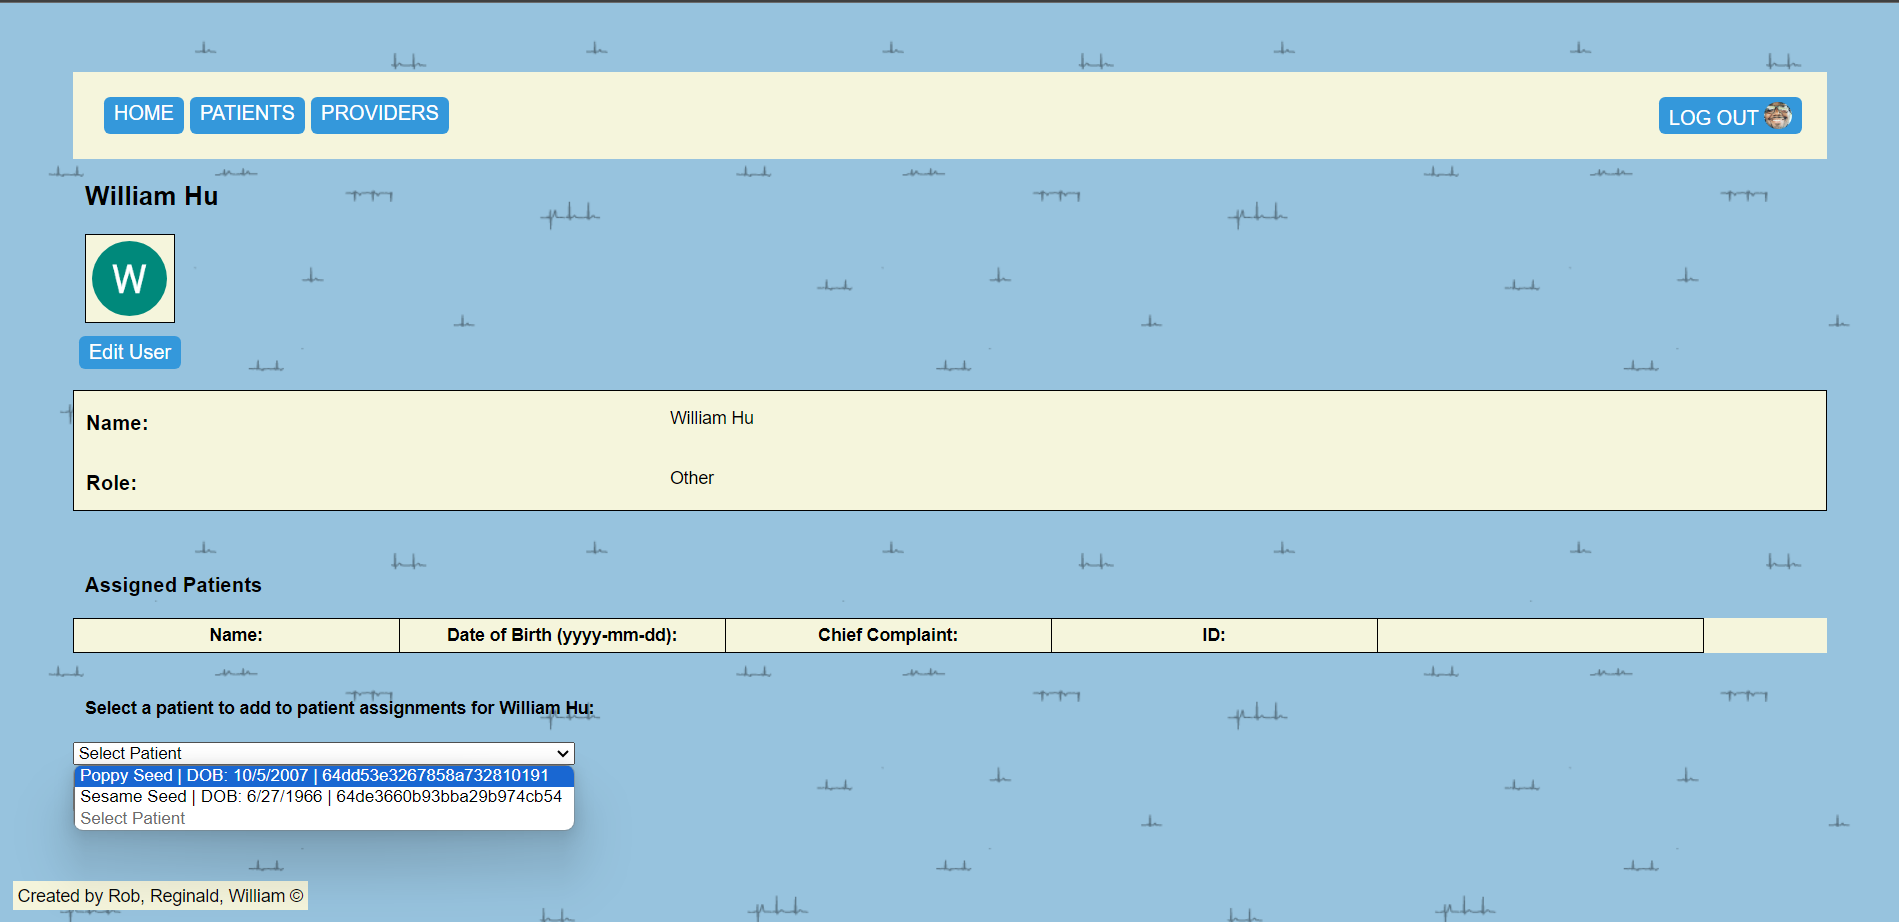 HOME PATIENTS PROVIDERS LOG OUT
William Hu
W
Edit User
Name: William Hu
Role: Other
Assigned Patients
Name: Date of Birth (yyyy-mm-dd): Chief Complaint: ID:
Select a patient to add to patient assignments for William Hu:
Select Patient
Poppy Seed | DOB: 10/5/2007 | 64dd53e3267858a732810191
Sesame Seed | DOB: 6/27/1966 | 64de3660b93bba29b974cb54
Select Patient
Created by Rob, Reginald, William ©